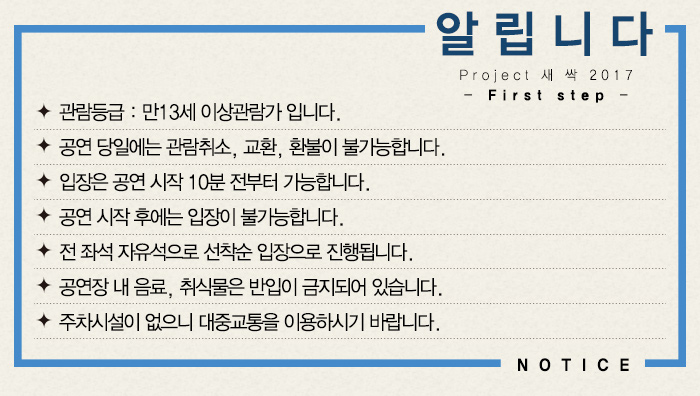 알립니다
Project 새 싹 2017
- First step -
✦ 관람등급 : 만13세 이상관람가 입니다.
✦ 공연 당일에는 관람취소, 교환, 환불이 불가능합니다.
✦ 입장은 공연 시작 10분 전부터 가능합니다.
✦ 공연 시작 후에는 입장이 불가능합니다.
✦ 전 좌석 자유석으로 선착순 입장으로 진행됩니다.
✦ 공연장 내 음료, 취식물은 반입이 금지되어 있습니다.
✦ 주차시설이 없으니 대중교통을 이용하시기 바랍니다.
NOTICE